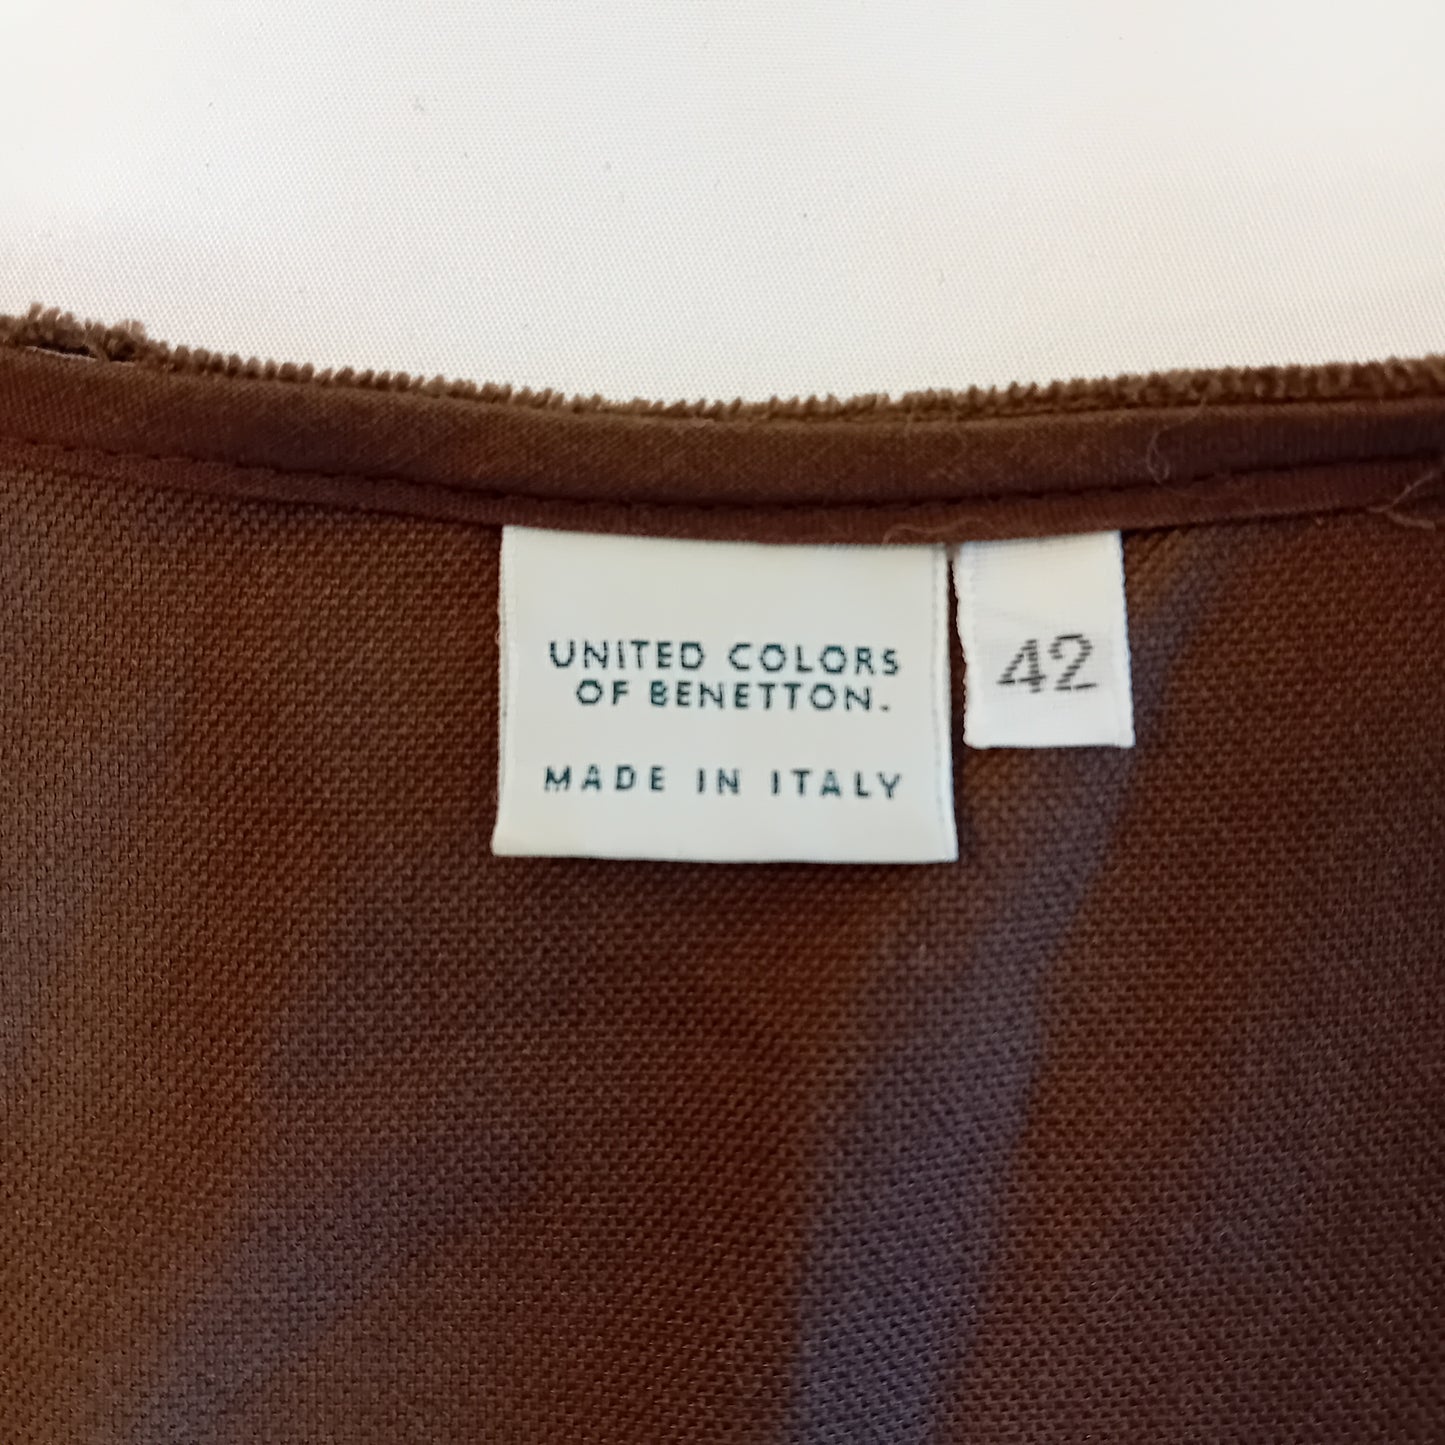 UNITED COLORS
OF BENETTON.
MADE IN ITALY
42